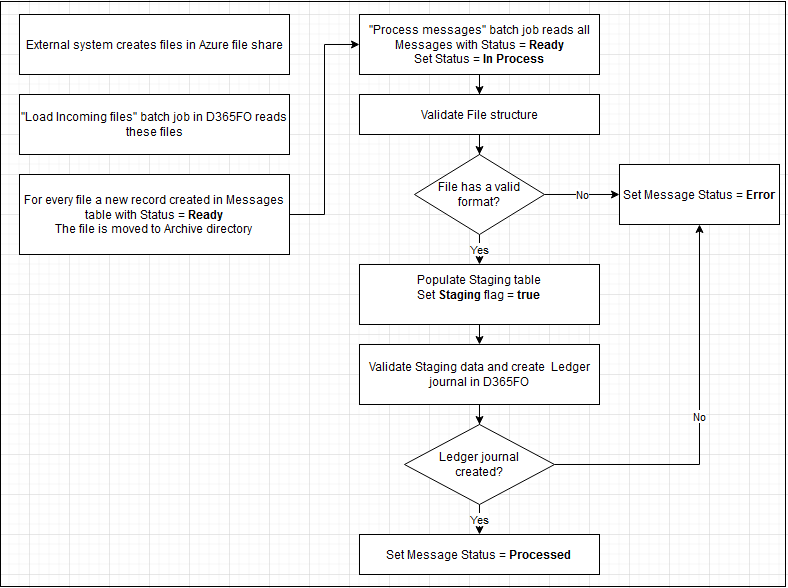 External system creates files in Azure file share
"Load Incoming files" batch job in D365FO reads
these files
For every file a new record created in Messages
table with Status = Ready
The file is moved to Archive directory
"Process messages" batch job reads all
Messages with Status = Ready
Set Status = In Process
Validate File structure
File has a valid
format?
No
Set Message Status = Error
Yes
Populate Staging table
Set Staging flag = true
Validate Staging data and create Ledger
journal in D365FO
No
Ledger journal
created?
Yes
Set Message Status = Processed